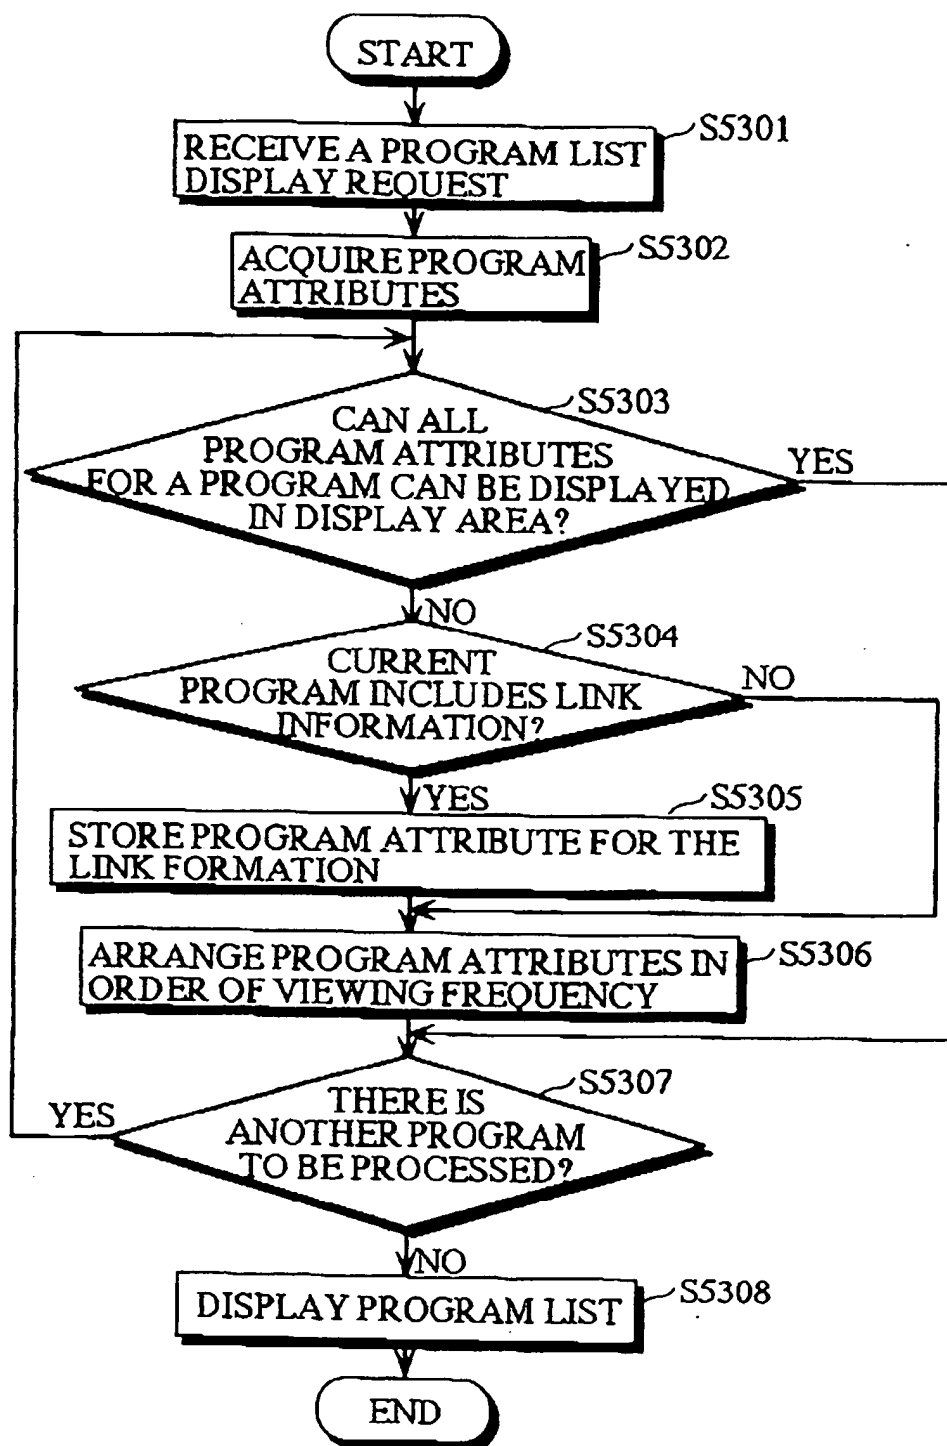 START
S5301
RECEIVE A PROGRAM LIST
DISPLAY REQUEST
S5302
ACQUIRE PROGRAM
ATTRIBUTES
S5303
CAN ALL
PROGRAM ATTRIBUTES
FOR A PROGRAM CAN BE DISPLAYED
IN DISPLAY AREA?
YES
NO
S5304
CURRENT
PROGRAM INCLUDES LINK
INFORMATION?
NO
YES
S5305
STORE PROGRAM ATTRIBUTE FOR THE
LINK FORMATION
S5306
ARRANGE PROGRAM ATTRIBUTES IN
ORDER OF VIEWING FREQUENCY
S5307
THERE IS
ANOTHER PROGRAM
TO BE PROCESSED?
YES
NO
S5308
DISPLAY PROGRAM LIST
END